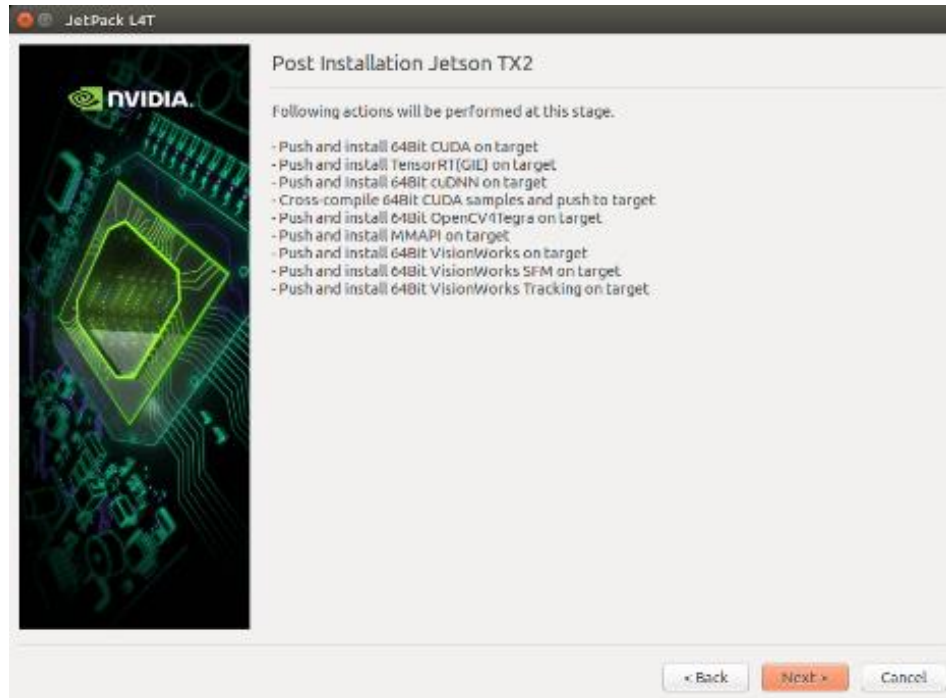 JetPack L4T
NVIDIA.
Post Installation Jetson TX2
Following actions will be performed at this stage.
- Push and install 64Bit CUDA on target
- Push and install TensorRT(GIE) on target
- Push and install 64Bit cuDNN on target
- Cross-compile 64Bit CUDA samples and push to target
- Push and install 64Bit OpenCV4Tegra on target
- Push and install MMAPI on target
- Push and install 64Bit VisionWorks on target
- Push and install 64Bit VisionWorks SFM on target
- Push and install 64Bit VisionWorks Tracking on target
< Back Next > Cancel